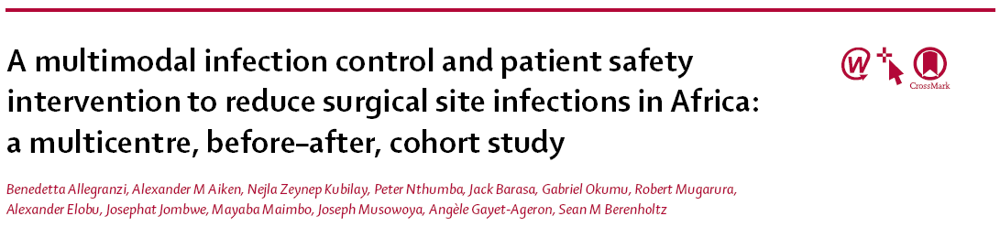 A multimodal infection control and patient safety
intervention to reduce surgical site infections in Africa:
a multicentre, before–after, cohort study
W
CrossMark
Benedetta Allegranzi, Alexander M Aiken, Nejla Zeynep Kubilay, Peter Nthumba, Jack Barasa, Gabriel Okumu, Robert Mugarura,
Alexander Elobu, Josephat Jombwe, Mayaba Maimbo, Joseph Musowoya, Angèle Gayet-Ageron, Sean M Berenholtz